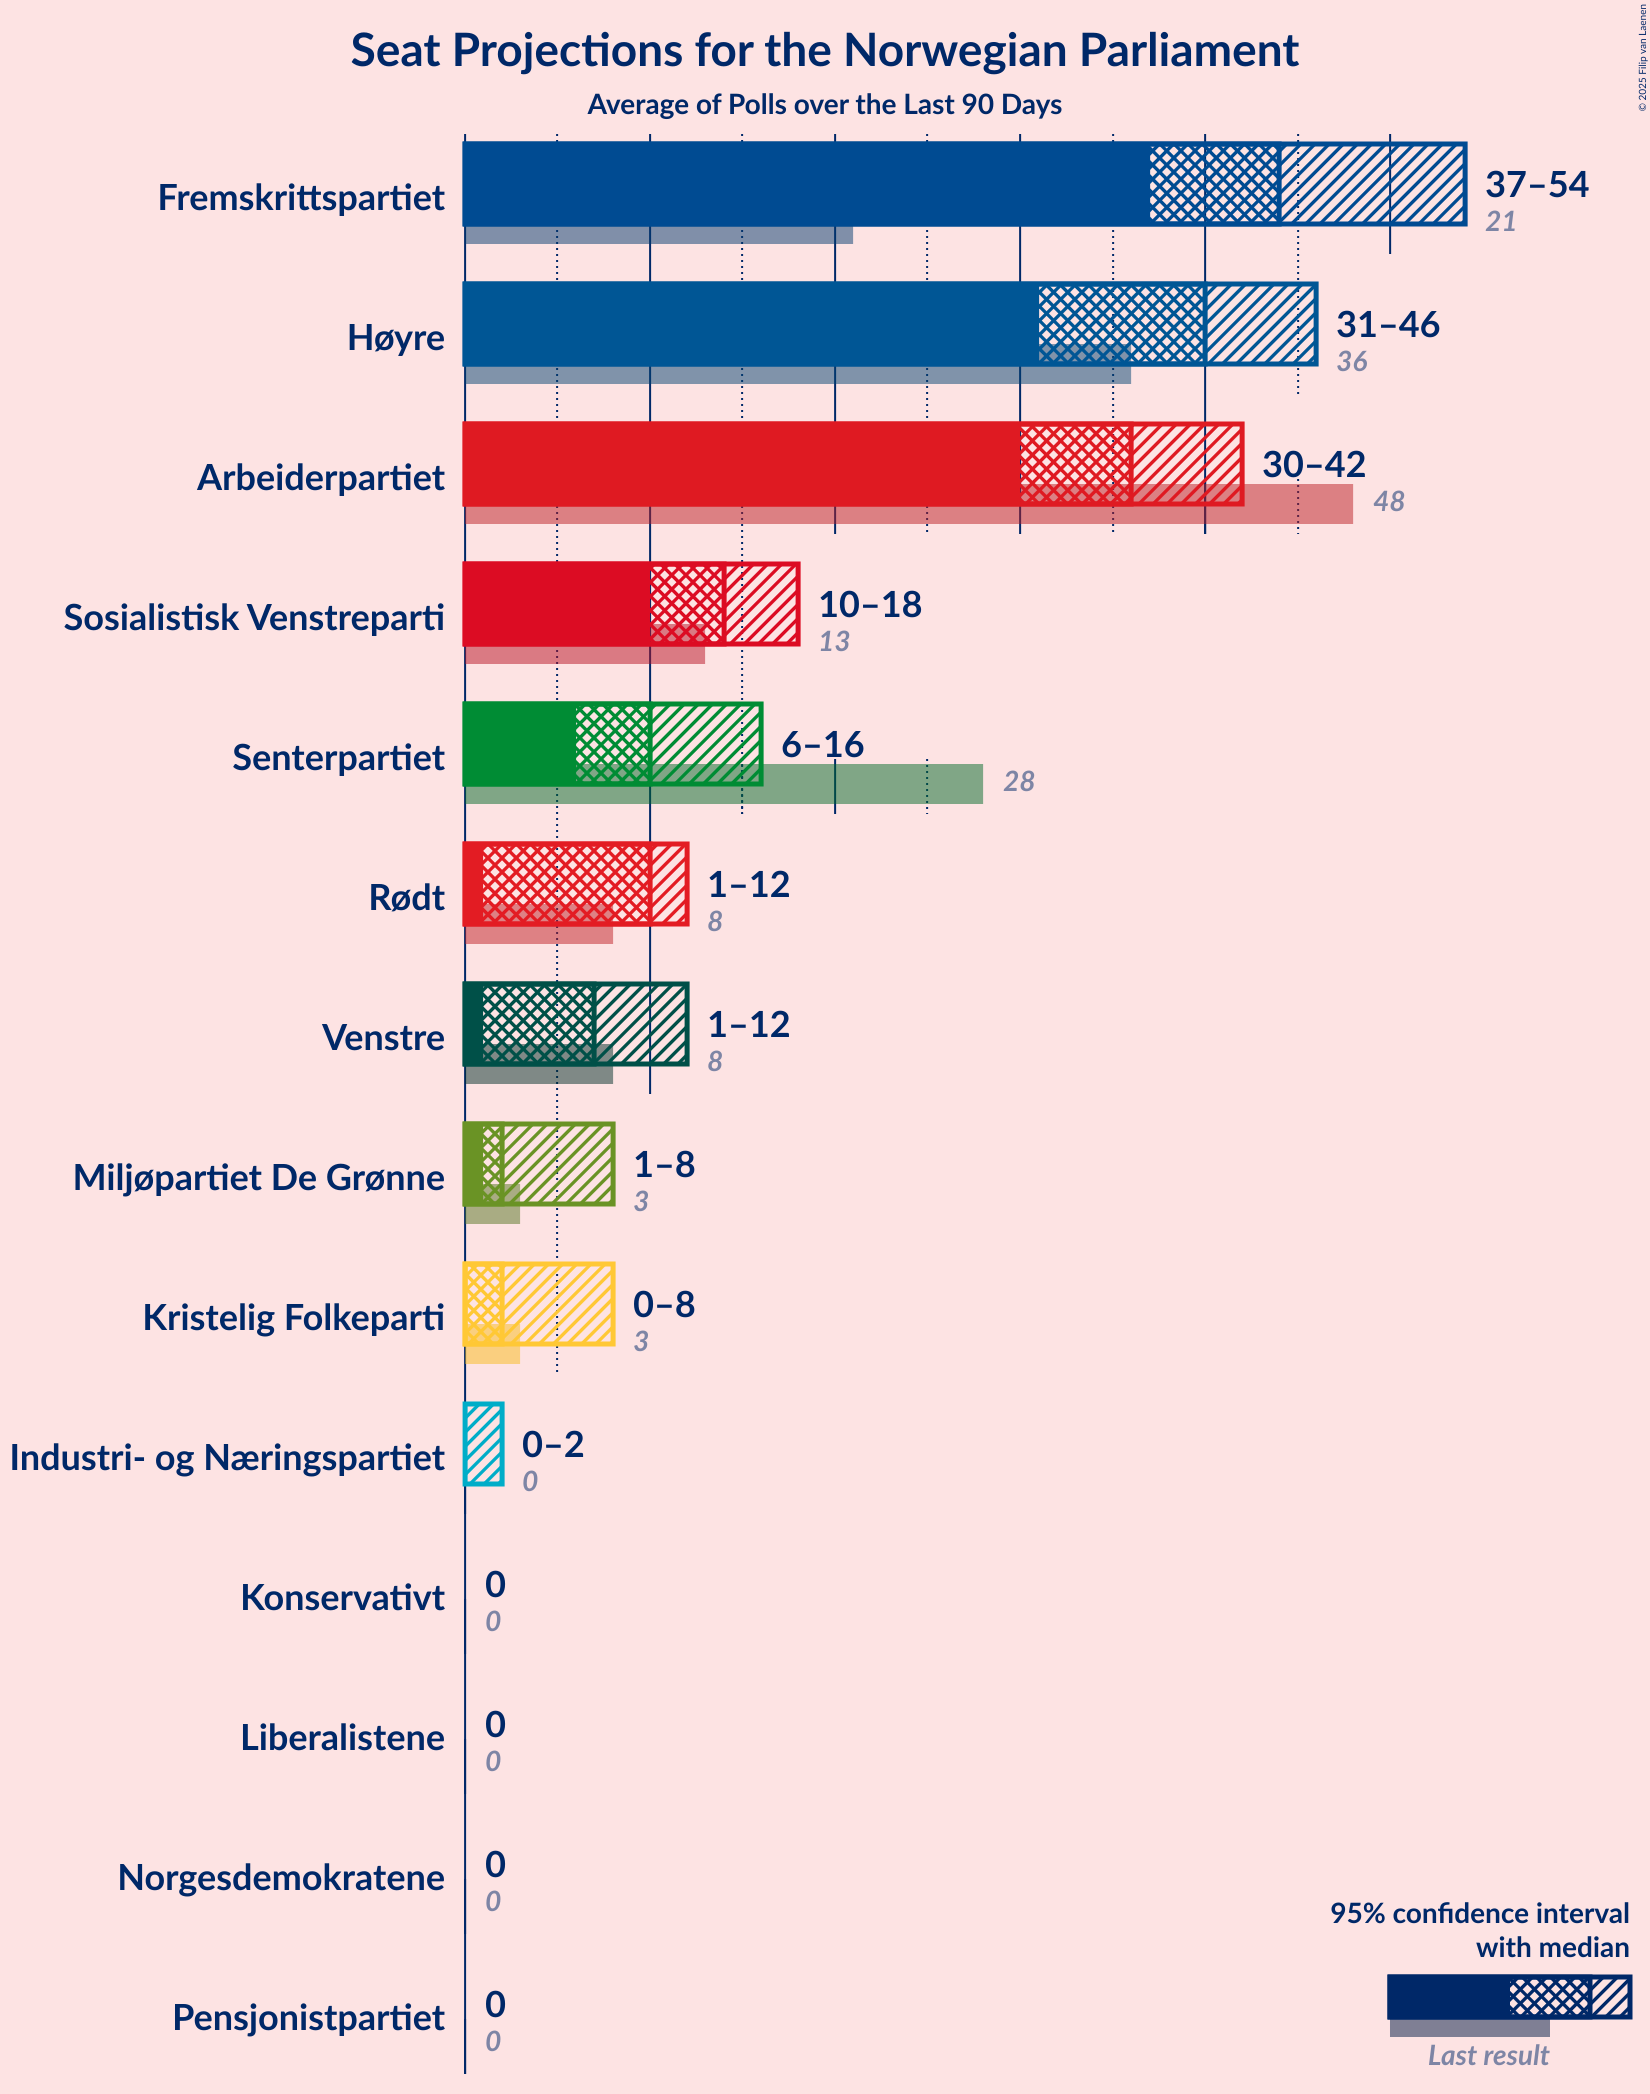 Seat Projections for the Norwegian Parliament
Average of Polls over the Last 90 Days
© 2025 Filip van Laenen
Fremskrittspartiet
37–54
21
Høyre
31–46
36
Arbeiderpartiet
30–42
48
Sosialistisk Venstreparti
10–18
13
Senterpartiet
6–16
28
Rødt
1–12
8
Venstre
1–12
8
Miljøpartiet De Grønne
1–8
3
Kristelig Folkeparti
0–8
3
Industri- og Næringspartiet
0–2
0
Konservativt
0
0
Liberalistene
0
0
Norgesdemokratene
0
0
Pensjonistpartiet
0
0
95% confidence interval
with median
Last result